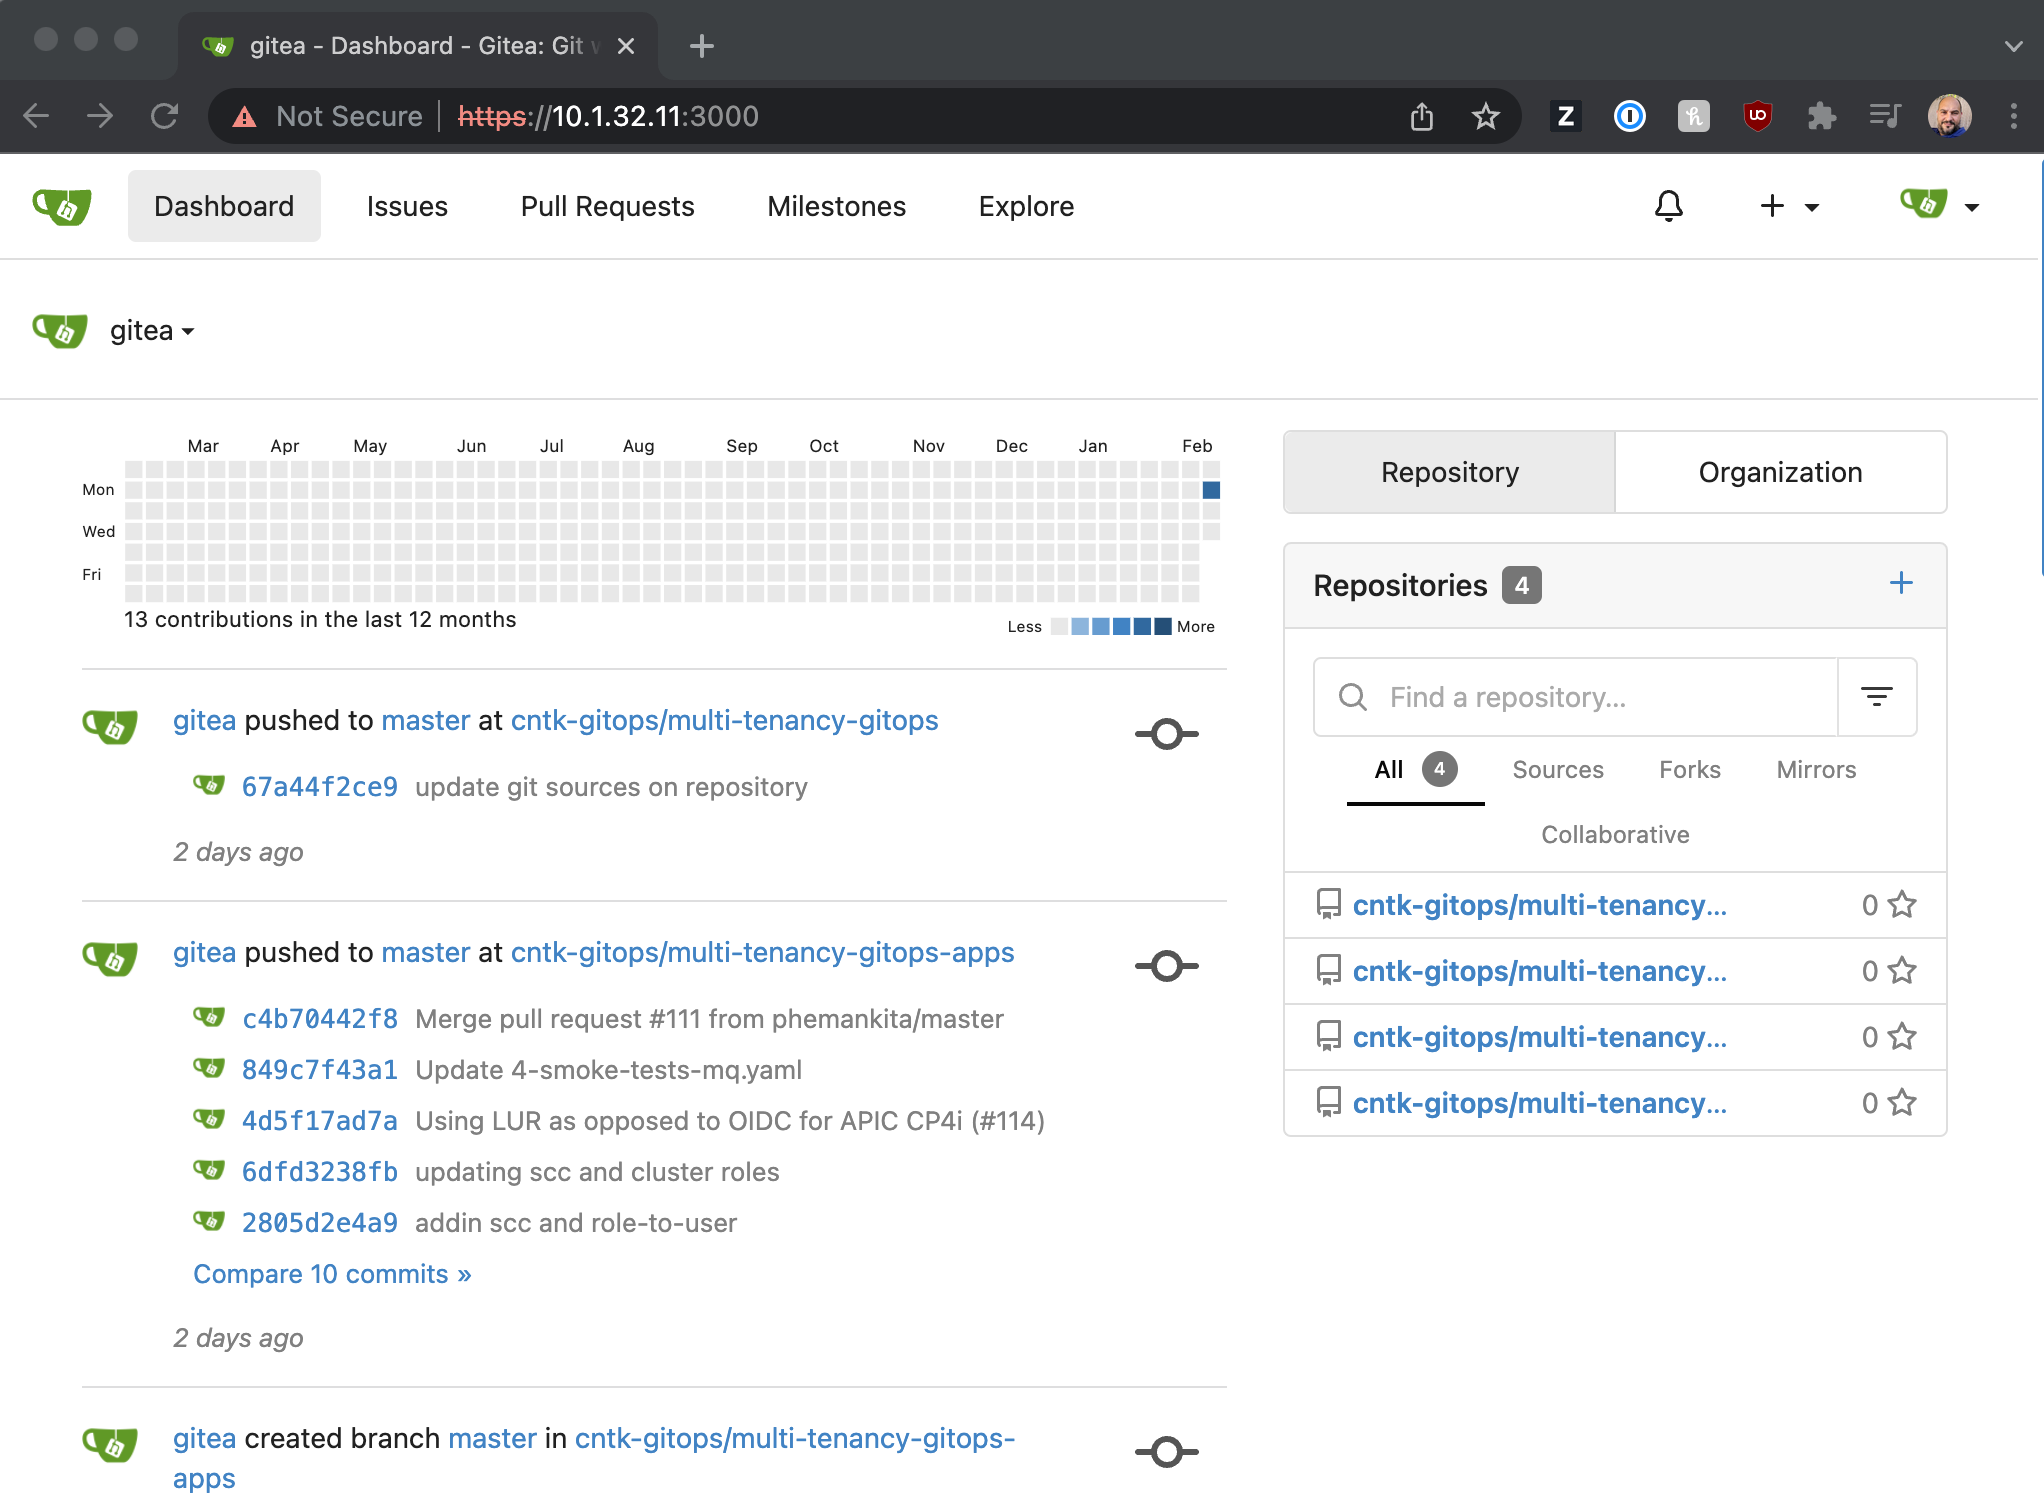 gitea - Dashboard - Gitea: Git
Not Secure https://10.1.32.11:3000
Dashboard Issues Pull Requests Milestones Explore
gitea
Mar Apr May Jun Jul Aug Sep Oct Nov Dec Jan Feb
Mon
Wed
Fri
13 contributions in the last 12 months
Less More
gitea pushed to master at cntk-gitops/multi-tenancy-gitops
67a44f2ce9 update git sources on repository
2 days ago
gitea pushed to master at cntk-gitops/multi-tenancy-gitops-apps
c4b70442f8 Merge pull request #111 from phemankita/master
849c7f43a1 Update 4-smoke-tests-mq.yaml
4d5f17ad7a Using LUR as opposed to OIDC for APIC CP4i (#114)
6dfd3238fb updating scc and cluster roles
2805d2e4a9 addin scc and role-to-user
Compare 10 commits »
2 days ago
gitea created branch master in cntk-gitops/multi-tenancy-gitops-
apps
Repository Organization
Repositories 4
Find a repository...
All 4 Sources Forks Mirrors
Collaborative
cntk-gitops/multi-tenancy... 0
cntk-gitops/multi-tenancy... 0
cntk-gitops/multi-tenancy... 0
cntk-gitops/multi-tenancy... 0